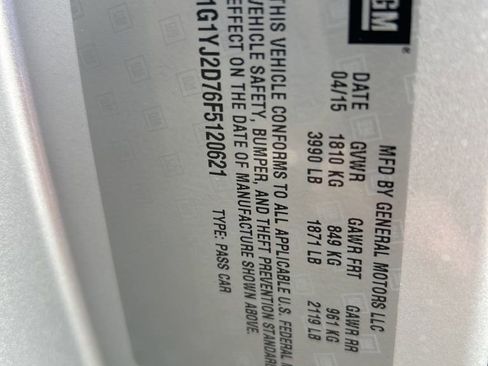 GM
MFD BY GENERAL MOTORS LLC
DATE GVWR GAWR FRT GAWR RR
04/15 1810 KG 849 KG 961 KG
3990 LB 1871 LB 2119 LB
THIS VEHICLE CONFORMS TO ALL APPLICABLE U.S. FEDERAL
VEHICLE SAFETY, BUMPER, AND THEFT PREVENTION STANDAR
EFFECT ON THE DATE OF MANUFACTURE SHOWN ABOVE.
1G1YJ2D76F5120621 TYPE: PASS CAR